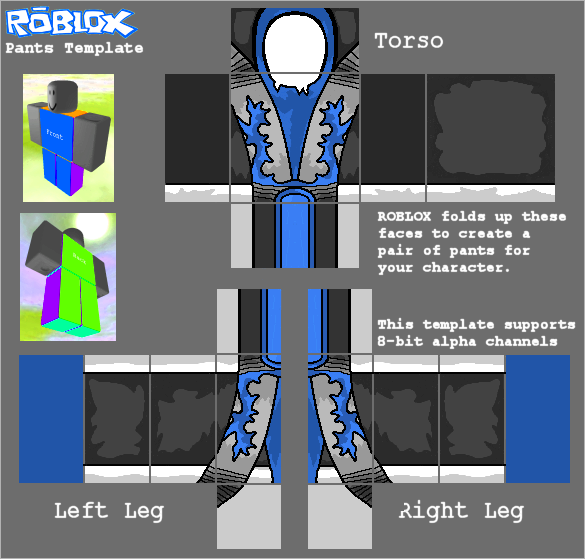 ROBLOX
Pants Template
Torso
Front
Back
ROBLOX folds up these
faces to create a
pair of pants for
your character.
This template supports
8-bit alpha channels
Left Leg
Right Leg